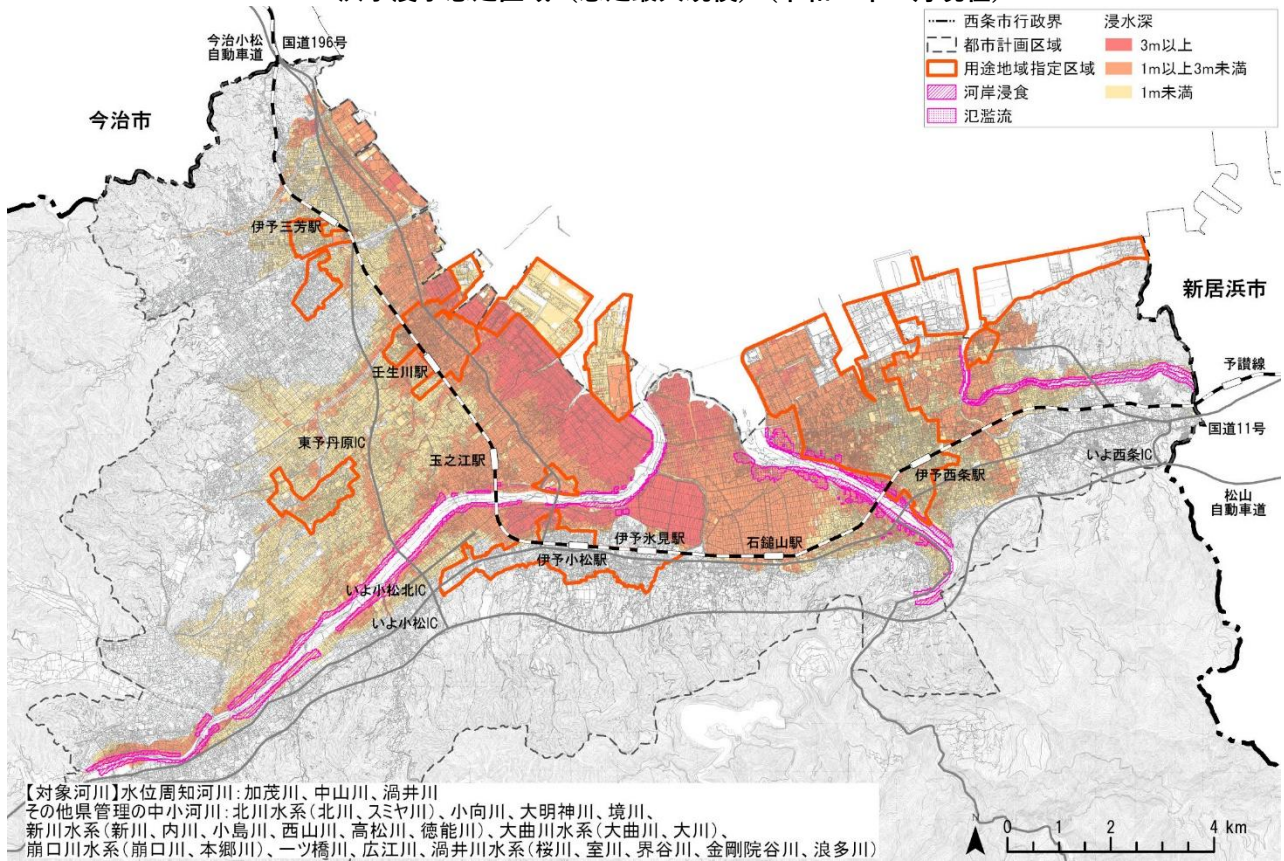 西条市行政界
都市計画区域
用途地域指定区域
河岸浸食
氾濫流
浸水深
3m以上
1m以上3m未満
1m未満
今治小松
自動車道
国道196号
今治市
伊予三芳駅
壬生川駅
東予丹原IC
玉之江駅
新居浜市
予讃線
国道11号
いよ西条IC
伊予西条駅
松山
自動車道
石鎚山駅
伊予氷見駅
伊予小松駅
いよ小松北IC
いよ小松IC
【対象河川】水位周知河川:加茂川、中山川、渦井川
その他県管理の中小河川:北川水系(北川、スミヤ川)、小向川、大明神川、境川、
新川水系(新川、内川、小島川、西山川、高松川、徳能川)、大曲川水系(大曲川、大川)、
崩口川水系(崩口川、本郷川)、一ツ橋川、広江川、渦井川水系(桜川、室川、界谷川、金剛院谷川、浪多川)
0 1 2 4 km